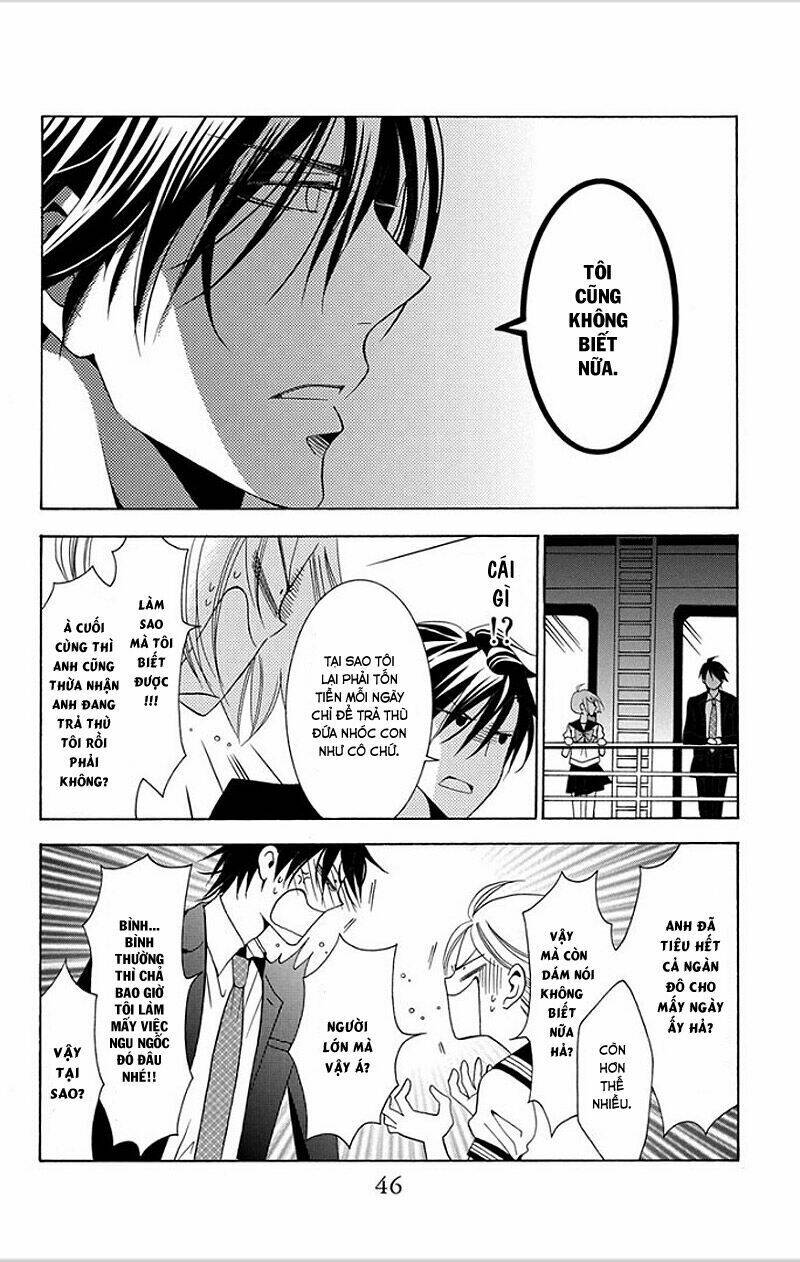 TÔI
CŨNG
KHÔNG
BIẾT
NỮA.
CÁI
GÌ
!?
TẠI SAO TÔI
LẠI PHẢI TỐN
TIỀN MỖI NGÀY
CHỈ ĐỂ TRẢ THÙ
ĐỨA NHÓC CON
NHƯ CÔ CHỨ.
LÀM
SAO
MÀ TÔI
BIẾT
ĐƯỢC
!!!
À CUỐI
CÙNG THÌ
ANH CŨNG
THỪA NHẬN
ANH ĐANG
TRẢ THÙ
TÔI RỒI
PHẢI
KHÔNG?
ANH ĐÃ
TIÊU HẾT
CẢ NGÀN
ĐÔ CHO
MẤY NGÀY
ẤY HẢ?
CÒN
HƠN
THẾ
NHIỀU.
VẬY
MÀ CÒN
DÁM NÓI
KHÔNG
BIẾT
NỮA
HẢ?
NGƯỜI
LỚN MÀ
VẬY Á?
BÌNH...
BÌNH
THƯỜNG
THÌ CHẢ
BAO GIỜ
TÔI LÀM
MẤY VIỆC
NGU NGỐC
ĐÓ ĐÂU
NHÉ!!
VẬY
TẠI
SAO?
46